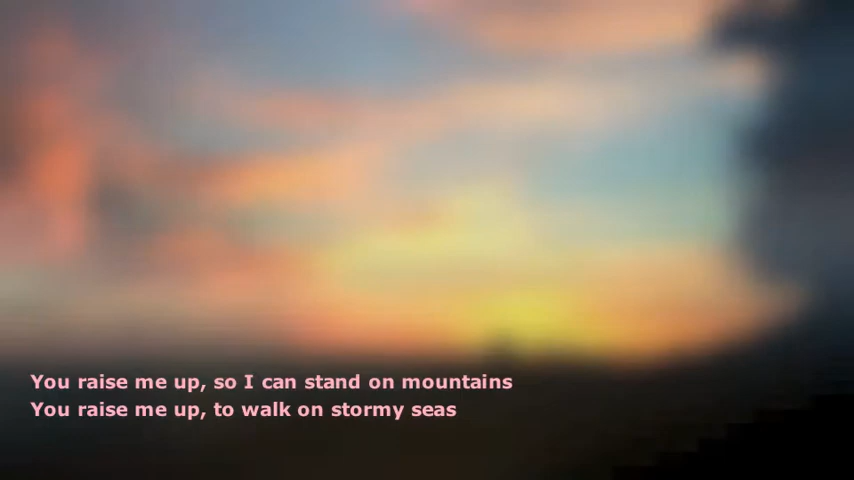 You raise me up, so I can stand on mountains
You raise me up, to walk on stormy seas